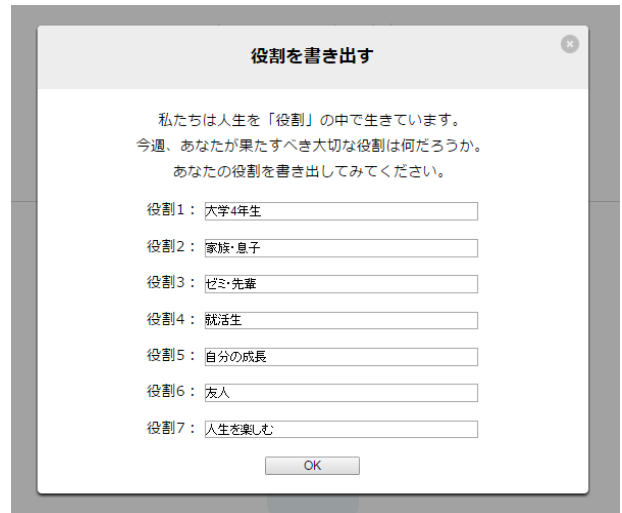 役割を書き出す
私たちは人生を「役割」の中で生きています。
今週、あなたが果たすべき大切な役割は何だろうか。
あなたの役割を書き出してみてください。
役割1： 大学4年生
役割2： 家族・息子
役割3： ゼミ・先輩
役割4： 就活生
役割5： 自分の成長
役割6： 友人
役割7： 人生を楽しむ
OK